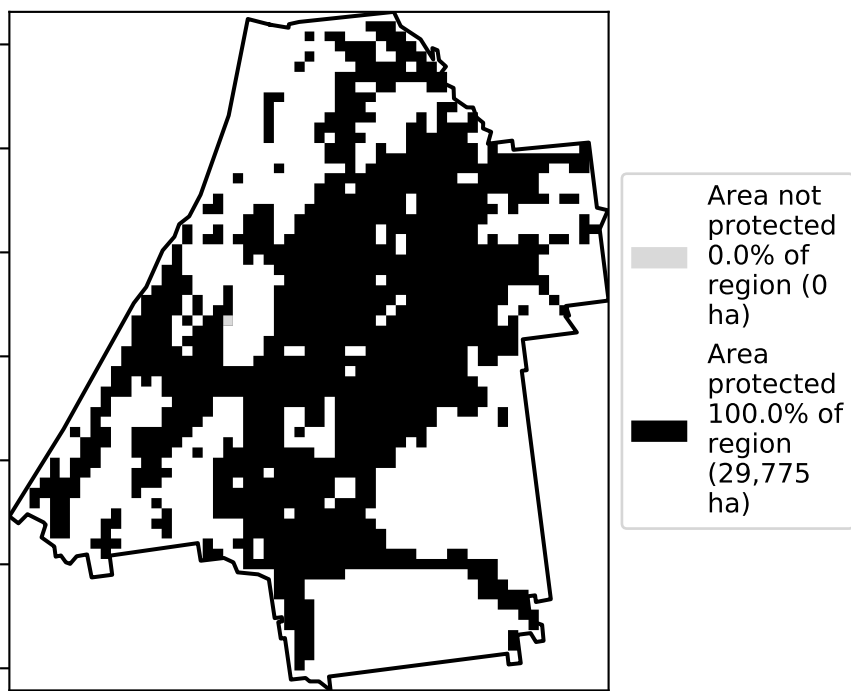 Area not
protected
0.0% of
region (0
ha)
Area
protected
100.0% of
region
(29,775
ha)